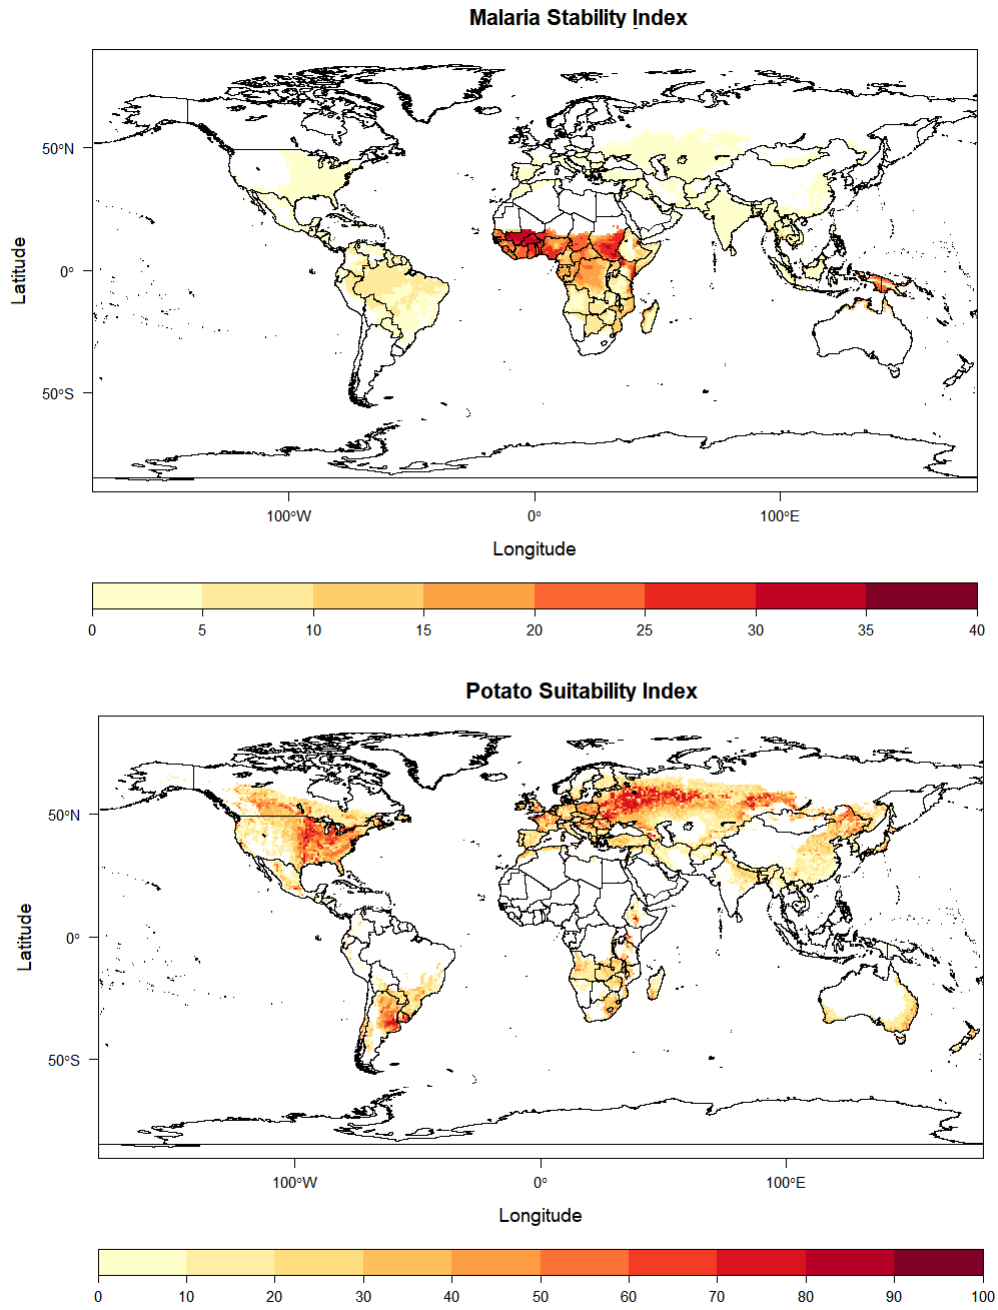 Malaria Stability Index
Latitude
50°N
0°
50°S
100°W 0° 100°E
Longitude
0 5 10 15 20 25 30 35 40
Potato Suitability Index
Latitude
50°N
0°
50°S
100°W 0° 100°E
Longitude
0 10 20 30 40 50 60 70 80 90 100